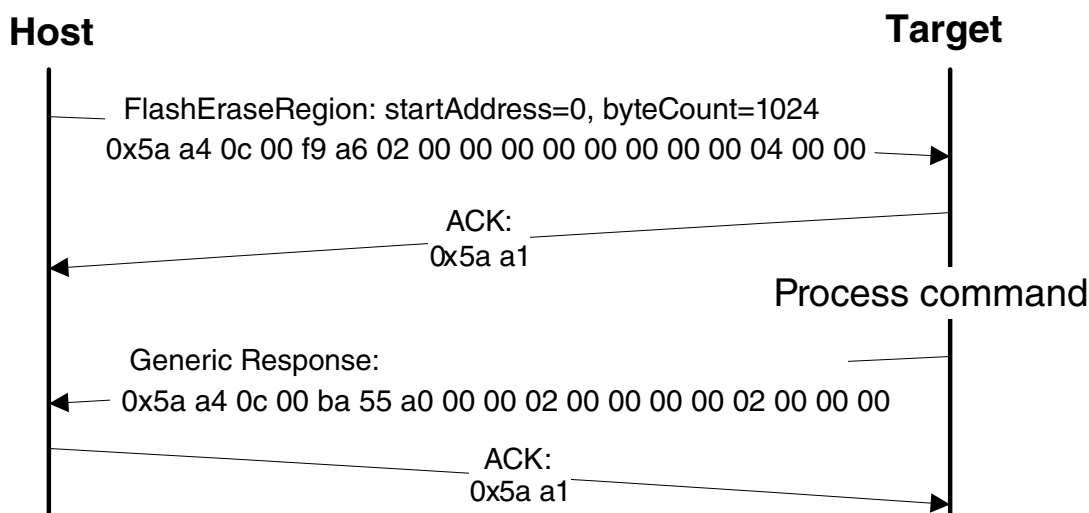 Host
Target
FlashEraseRegion: startAddress=0, byteCount=1024
0x5a a4 0c 00 f9 a6 02 00 00 00 00 00 00 00 00 04 00 00
ACK:
0x5a a1
Process command
Generic Response:
0x5a a4 0c 00 ba 55 a0 00 00 02 00 00 00 00 02 00 00 00
ACK:
0x5a a1